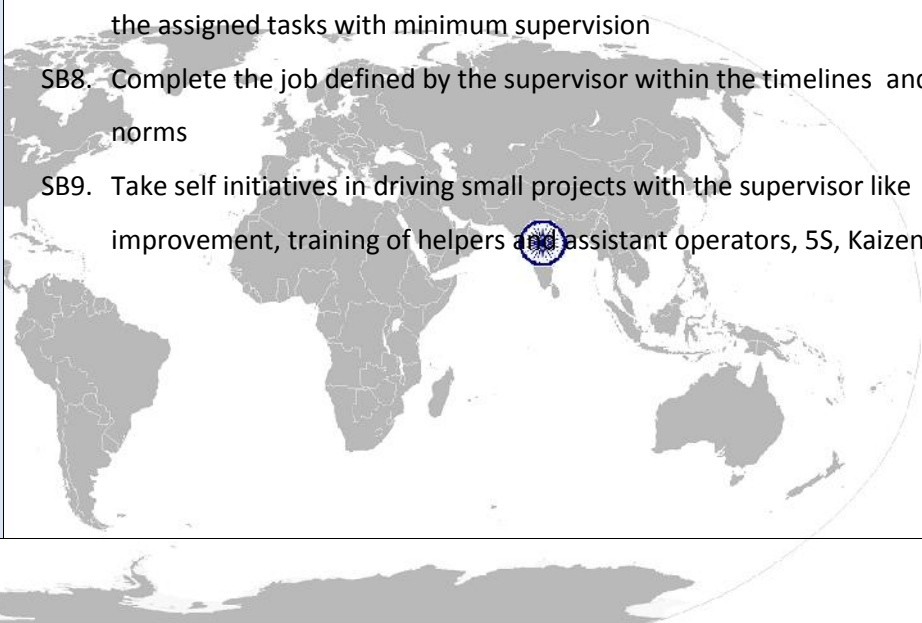 the assigned tasks with minimum supervision
SB8. Complete the job defined by the supervisor within the timelines and
norms
SB9. Take self initiatives in driving small projects with the supervisor like
improvement, training of helpers and assistant operators, 5S, Kaizen